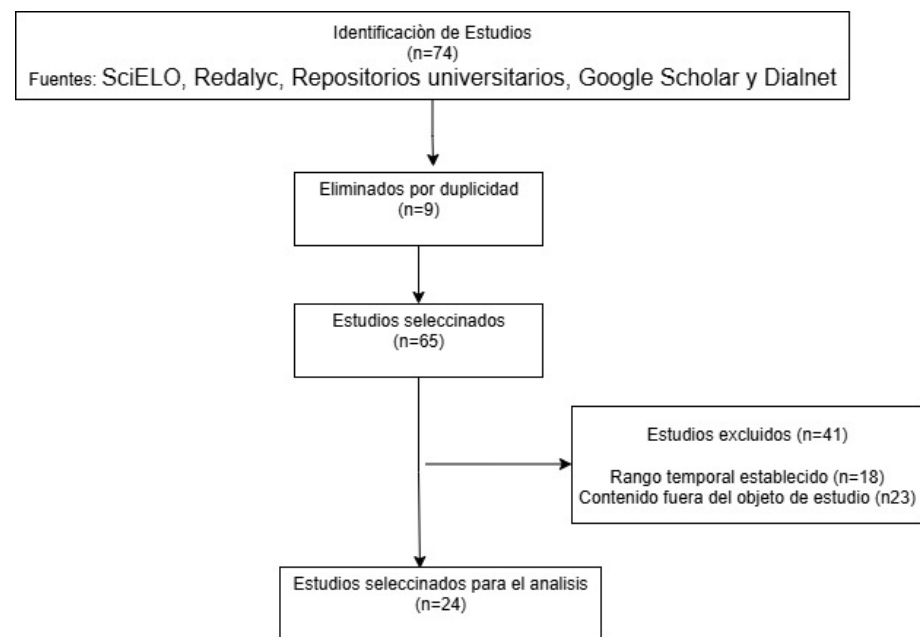 Identificaciòn de Estudios
(n=74)
Fuentes: SciELO, Redalyc, Repositorios universitarios, Google Scholar y Dialnet
Eliminados por duplicidad
(n=9)
Estudios seleccinados
(n=65)
Estudios excluidos (n=41)
Rango temporal establecido (n=18)
Contenido fuera del objeto de estudio (n23)
Estudios seleccinados para el analisis
(n=24)